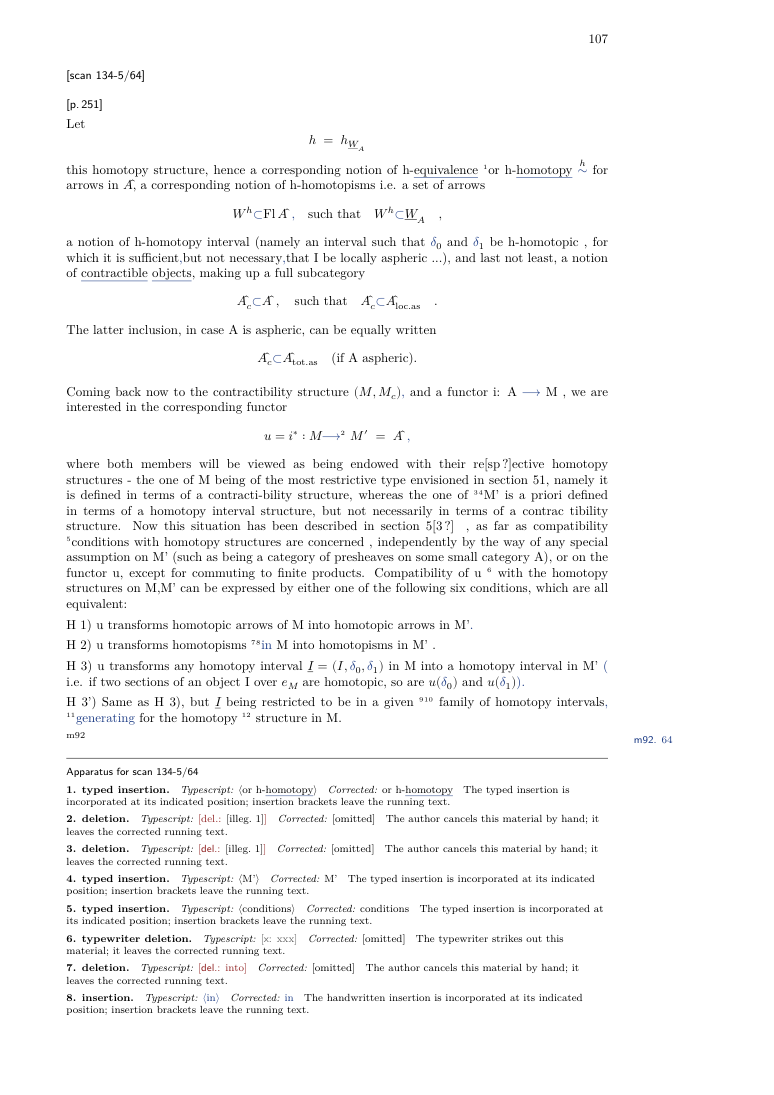 107
[scan 134-5/64]
[p. 251]
Let
h = h_{W_A}
this homotopy structure, hence a corresponding notion of h-equivalence ¹or h-homotopy ∼^h for
arrows in Aˆ, a corresponding notion of h-homotopisms i.e. a set of arrows
W^h⊂Fl Aˆ, such that W^h⊂W_A ,
a notion of h-homotopy interval (namely an interval such that δ₀ and δ₁ be h-homotopic , for
which it is sufficient,but not necessary,that I be locally aspheric ...), and last not least, a notion
of contractible objects, making up a full subcategory
Aˆ_c⊂Aˆ, such that Aˆ_c⊂Aˆ_{loc.as} .
The latter inclusion, in case A is aspheric, can be equally written
Aˆ_c⊂Aˆ_{tot.as} (if A aspheric).
Coming back now to the contractibility structure (M, M_c), and a functor i: A ⟶ M , we are
interested in the corresponding functor
u = i* : M⟶² M′ = Aˆ,
where both members will be viewed as being endowed with their re[sp ?]ective homotopy
structures - the one of M being of the most restrictive type envisioned in section 51, namely it
is defined in terms of a contracti-bility structure, whereas the one of ³⁴M' is a priori defined
in terms of a homotopy interval structure, but not necessarily in terms of a contrac tibility
structure. Now this situation has been described in section 5[3 ?] , as far as compatibility
⁵conditions with homotopy structures are concerned , independently by the way of any special
assumption on M' (such as being a category of presheaves on some small category A), or on the
functor u, except for commuting to finite products. Compatibility of u ⁶ with the homotopy
structures on M,M' can be expressed by either one of the following six conditions, which are all
equivalent:
H 1) u transforms homotopic arrows of M into homotopic arrows in M'.
H 2) u transforms homotopisms ⁷⁸in M into homotopisms in M' .
H 3) u transforms any homotopy interval I = (I, δ₀, δ₁) in M into a homotopy interval in M' (
i.e. if two sections of an object I over e_M are homotopic, so are u(δ₀) and u(δ₁)).
H 3') Same as H 3), but I being restricted to be in a given ⁹¹⁰ family of homotopy intervals,
¹¹generating for the homotopy ¹² structure in M.
m92
m92. 64
Apparatus for scan 134-5/64
1. typed insertion. Typescript: ⟨or h-homotopy⟩ Corrected: or h-homotopy The typed insertion is
incorporated at its indicated position; insertion brackets leave the running text.
2. deletion. Typescript: [del.: [illeg. 1]] Corrected: [omitted] The author cancels this material by hand; it
leaves the corrected running text.
3. deletion. Typescript: [del.: [illeg. 1]] Corrected: [omitted] The author cancels this material by hand; it
leaves the corrected running text.
4. typed insertion. Typescript: ⟨M'⟩ Corrected: M' The typed insertion is incorporated at its indicated
position; insertion brackets leave the running text.
5. typed insertion. Typescript: ⟨conditions⟩ Corrected: conditions The typed insertion is incorporated at
its indicated position; insertion brackets leave the running text.
6. typewriter deletion. Typescript: [x: xxx] Corrected: [omitted] The typewriter strikes out this
material; it leaves the corrected running text.
7. deletion. Typescript: [del.: into] Corrected: [omitted] The author cancels this material by hand; it
leaves the corrected running text.
8. insertion. Typescript: ⟨in⟩ Corrected: in The handwritten insertion is incorporated at its indicated
position; insertion brackets leave the running text.